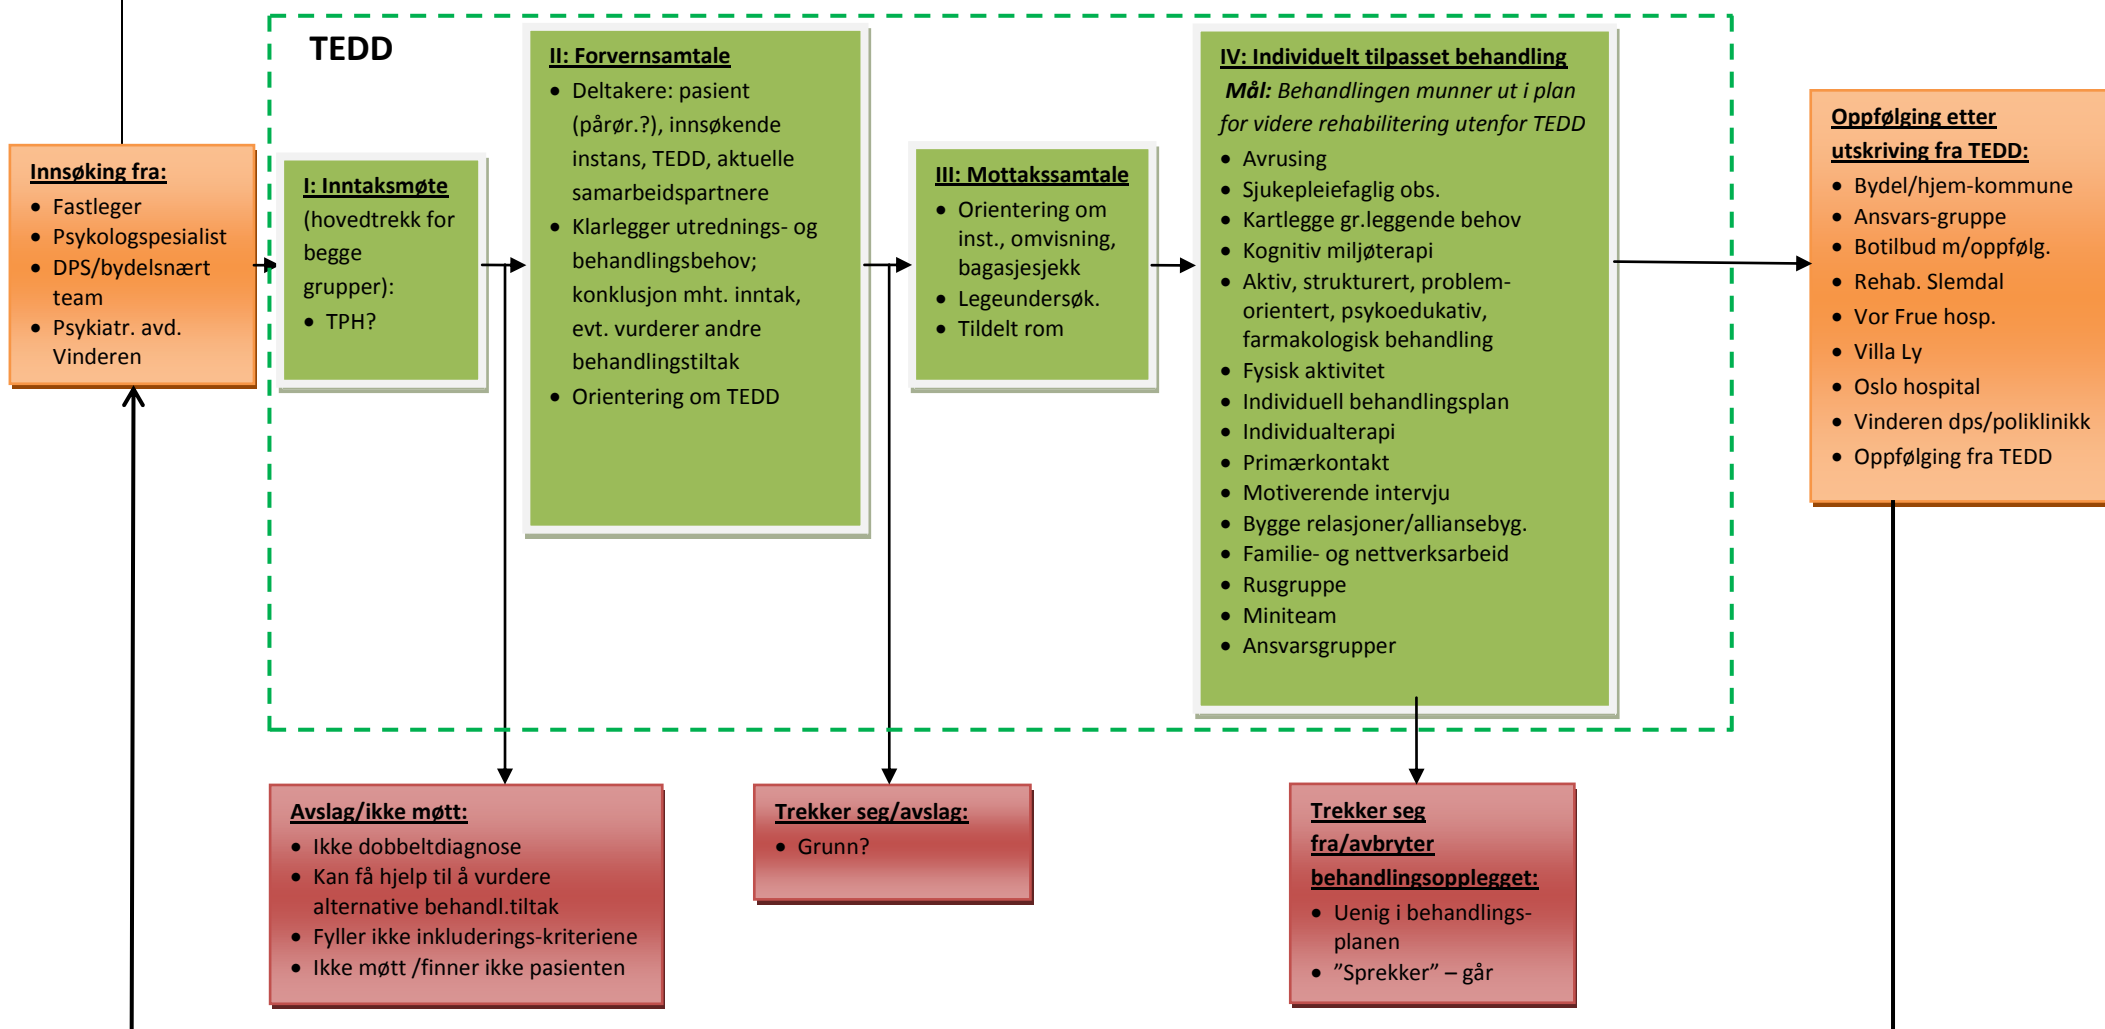 TEDD
Innsøking fra:
• Fastleger
• Psykologspesialist
• DPS/bydelsnært
team
• Psykiatr. avd.
Vinderen
I: Inntaksmøte
(hovedtrekk for
begge
grupper):
• TPH?
II: Forvernsamtale
• Deltakere: pasient
(pårør.?), innsøkende
instans, TEDD, aktuelle
samarbeidspartnere
• Klarlegger utrednings- og
behandlingsbehov;
konklusjon mht. inntak,
evt. vurderer andre
behandlingstiltak
• Orientering om TEDD
III: Mottakssamtale
• Orientering om
inst., omvisning,
bagasjesjekk
• Legeundersøk.
• Tildelt rom
IV: Individuelt tilpasset behandling
Mål: Behandlingen munner ut i plan
for videre rehabilitering utenfor TEDD
• Avrusing
• Sjukepleiefaglig obs.
• Kartlegge gr.leggende behov
• Kognitiv miljøterapi
• Aktiv, strukturert, problem-
orientert, psykoedukativ,
farmakologisk behandling
• Fysisk aktivitet
• Individuell behandlingsplan
• Individualterapi
• Primærkontakt
• Motiverende intervju
• Bygge relasjoner/alliansebyg.
• Familie- og nettverksarbeid
• Rusgruppe
• Miniteam
• Ansvarsgrupper
Oppfølging etter
utskriving fra TEDD:
• Bydel/hjem-kommune
• Ansvars-gruppe
• Botilbud m/oppfølg.
• Rehab. Slemdal
• Vor Frue hosp.
• Villa Ly
• Oslo hospital
• Vinderen dps/poliklinikk
• Oppfølging fra TEDD
Avslag/ikke møtt:
• Ikke dobbeltdiagnose
• Kan få hjelp til å vurdere
alternative behandl.tiltak
• Fyller ikke inkluderings-kriteriene
• Ikke møtt /finner ikke pasienten
Trekker seg/avslag:
• Grunn?
Trekker seg
fra/avbryter
behandlingsopplegget:
• Uenig i behandlings-
planen
• ”Sprekker” – går